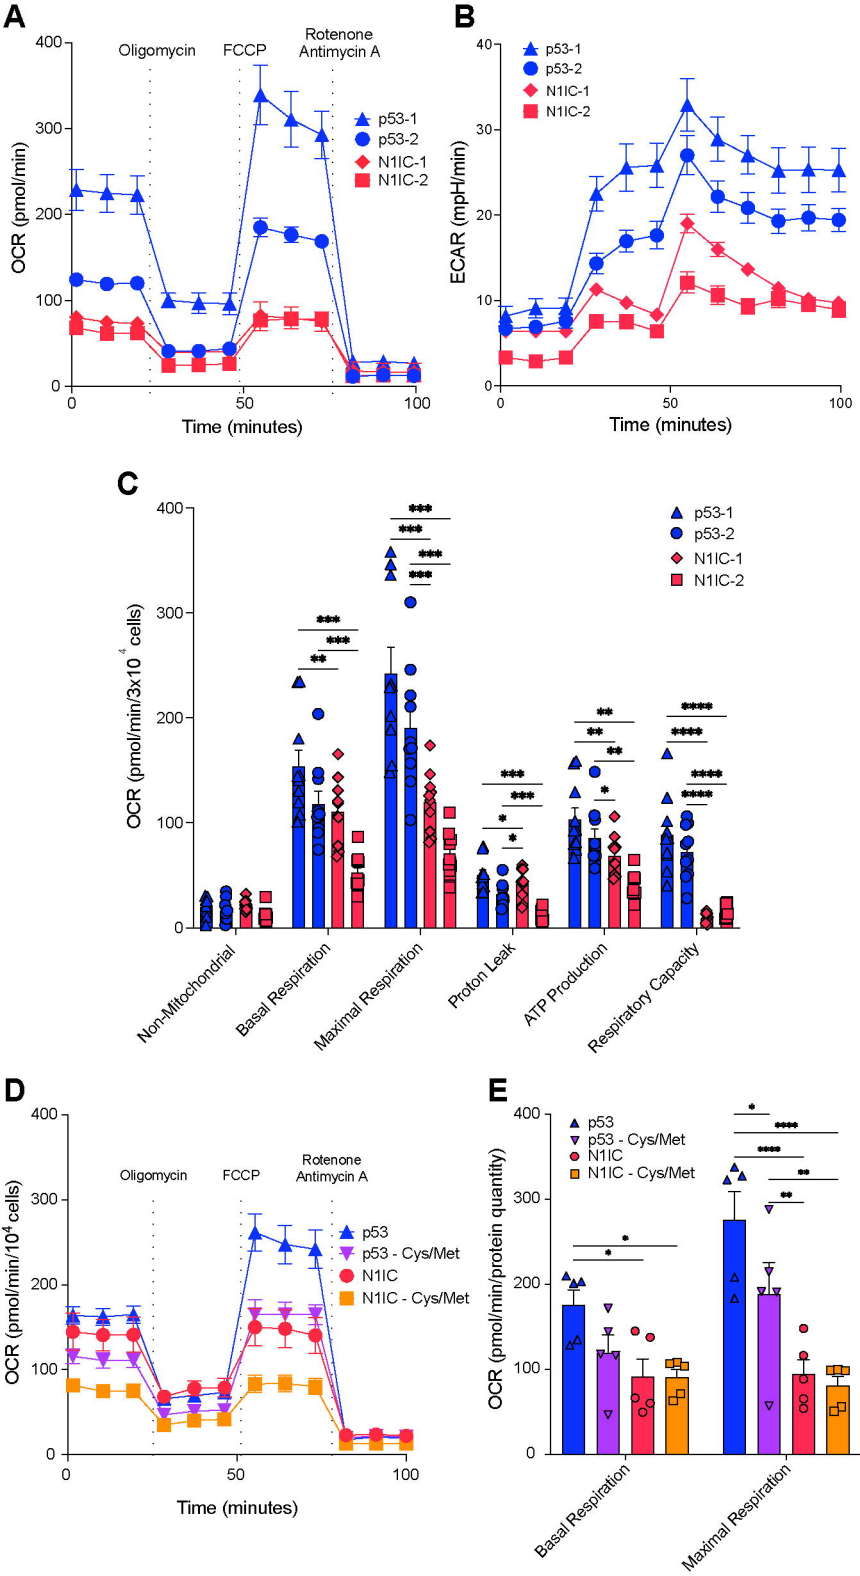 A
Oligomycin
FCCP
Rotenone
Antimycin A
400
300
200
100
0
OCR (pmol/min)
p53-1
p53-2
N1IC-1
N1IC-2
0
50
100
Time (minutes)
B
40
30
20
10
0
ECAR (mpH/min)
p53-1
p53-2
N1IC-1
N1IC-2
0
50
100
Time (minutes)
C
400
300
200
100
0
OCR (pmol/min/3x10 4 cells)
p53-1
p53-2
N1IC-1
N1IC-2
***
***
**
***
***
***
***
***
***
*
*
**
**
**
*
****
****
****
****
Non-Mitochondrial
Basal Respiration
Maximal Respiration
Proton Leak
ATP Production
Respiratory Capacity
D
Oligomycin
FCCP
Rotenone
Antimycin A
400
300
200
100
0
OCR (pmol/min/10⁴ cells)
p53
p53 - Cys/Met
N1IC
N1IC - Cys/Met
0
50
100
Time (minutes)
E
400
300
200
100
0
OCR (pmol/min/protein quantity)
p53
p53 - Cys/Met
N1IC
N1IC - Cys/Met
*
*
*
****
****
**
**
Basal Respiration
Maximal Respiration